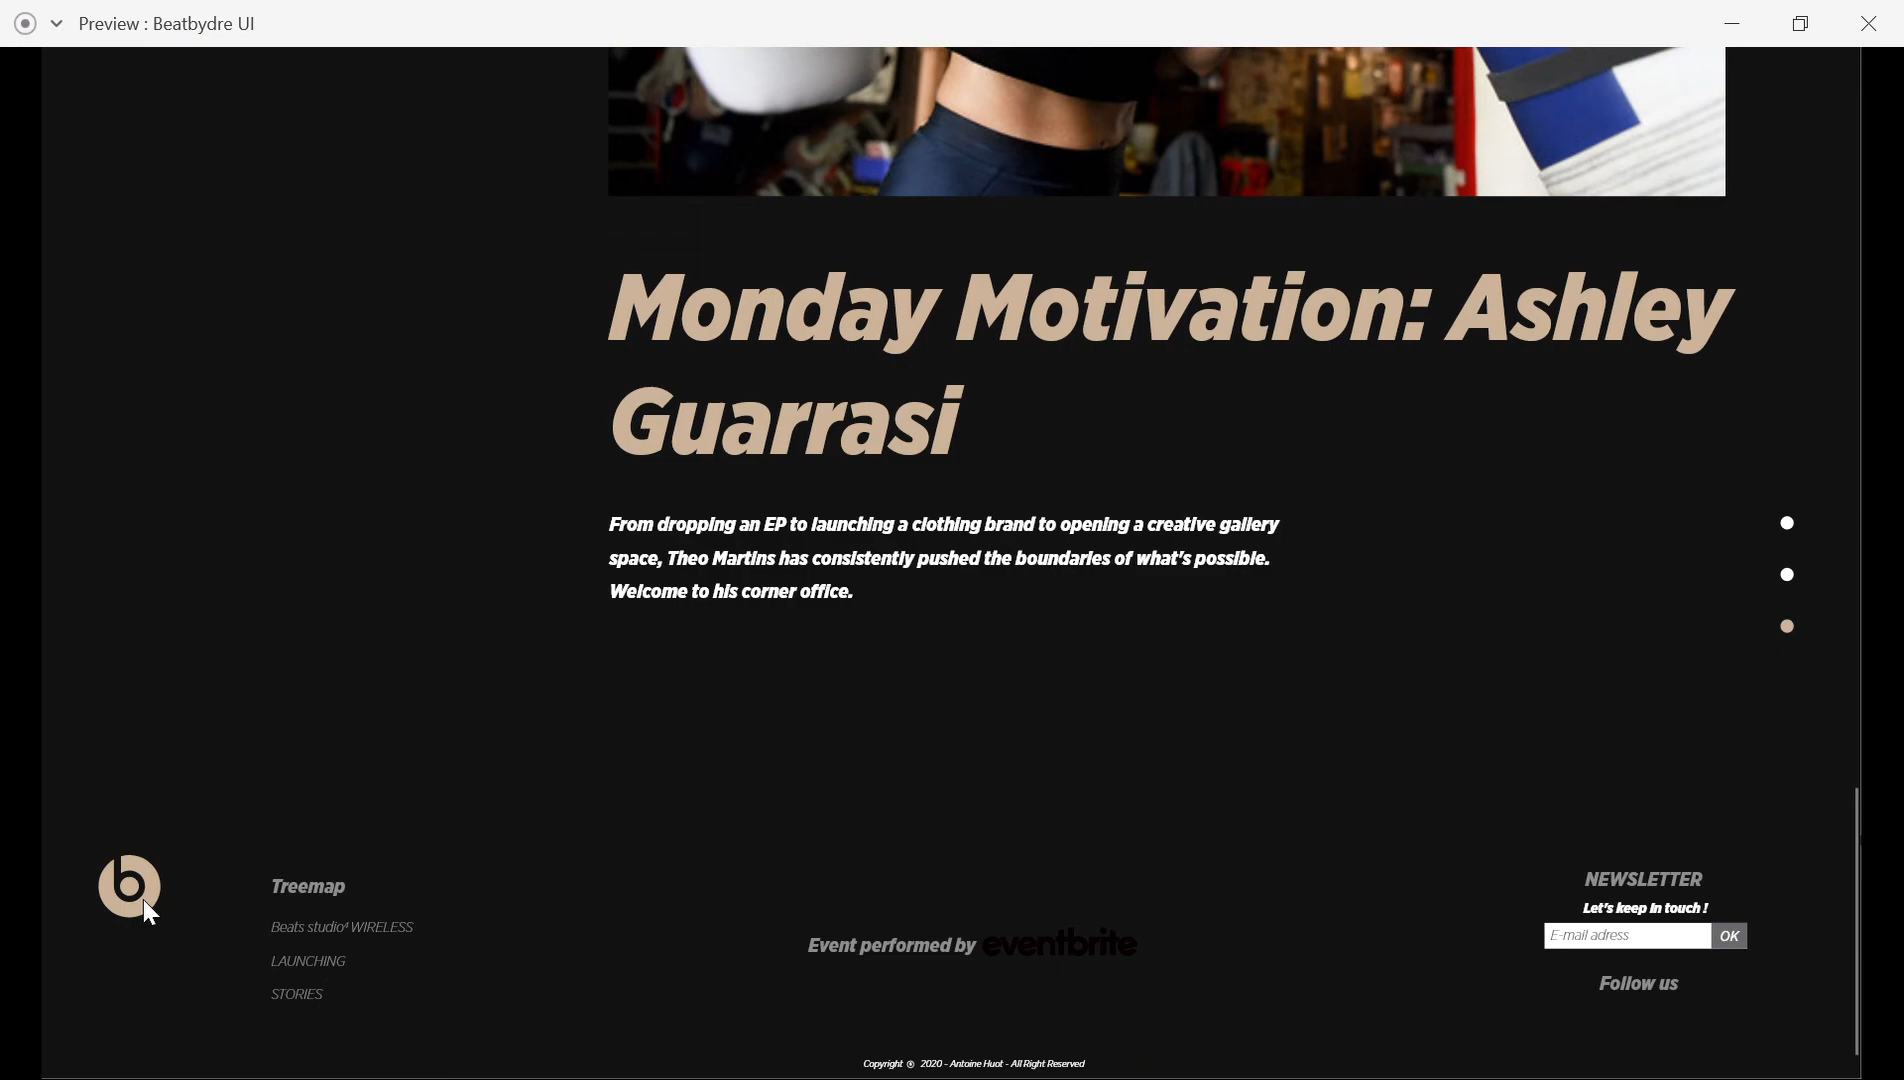 Preview : Beatbydre UI
Monday Motivation: Ashley
Guarrasi
From dropping an EP to launching a clothing brand to opening a creative gallery
space, Theo Martins has consistently pushed the boundaries of what's possible.
Welcome to his corner office.
b
Treemap
Beats studio⁴ WIRELESS
LAUNCHING
STORIES
Event performed by eventbrite
NEWSLETTER
Let's keep in touch !
E-mail adress OK
Follow us
Copyright ® 2020 - Antoine Huot - All Right Reserved